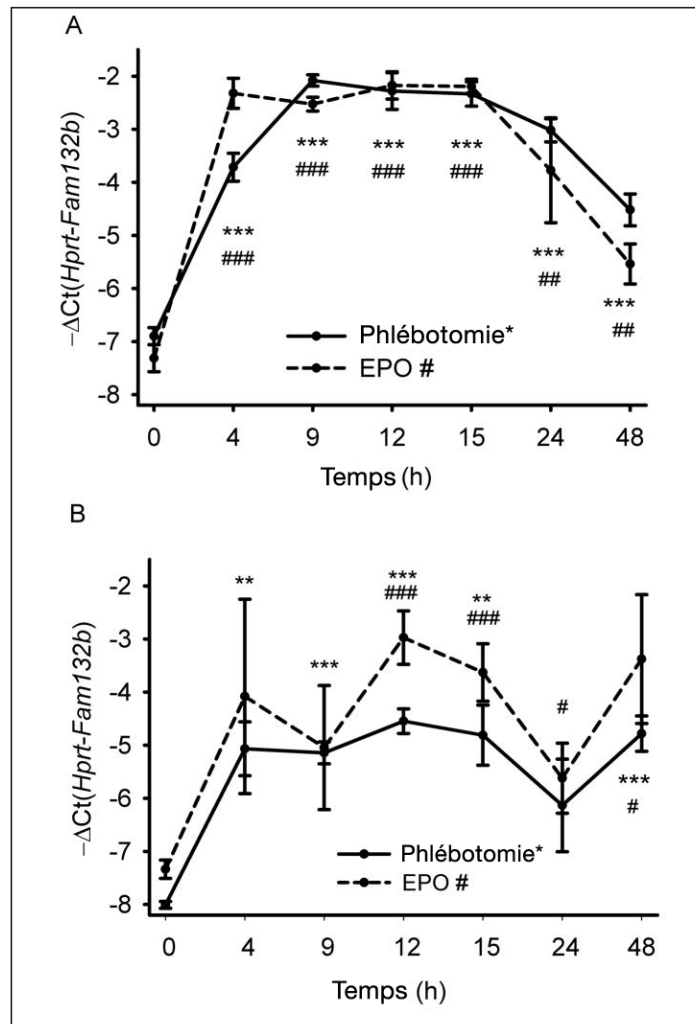 A
−ΔCt(Hprt-Fam132b)
-2
-3
-4
-5
-6
-7
-8
***
###
***
###
***
###
***
###
***
##
***
##
Phlébotomie*
EPO #
0 4 9 12 15 24 48
Temps (h)
B
−ΔCt(Hprt-Fam132b)
-2
-3
-4
-5
-6
-7
-8
**
***
***
###
**
###
#
***
#
Phlébotomie*
EPO #
0 4 9 12 15 24 48
Temps (h)